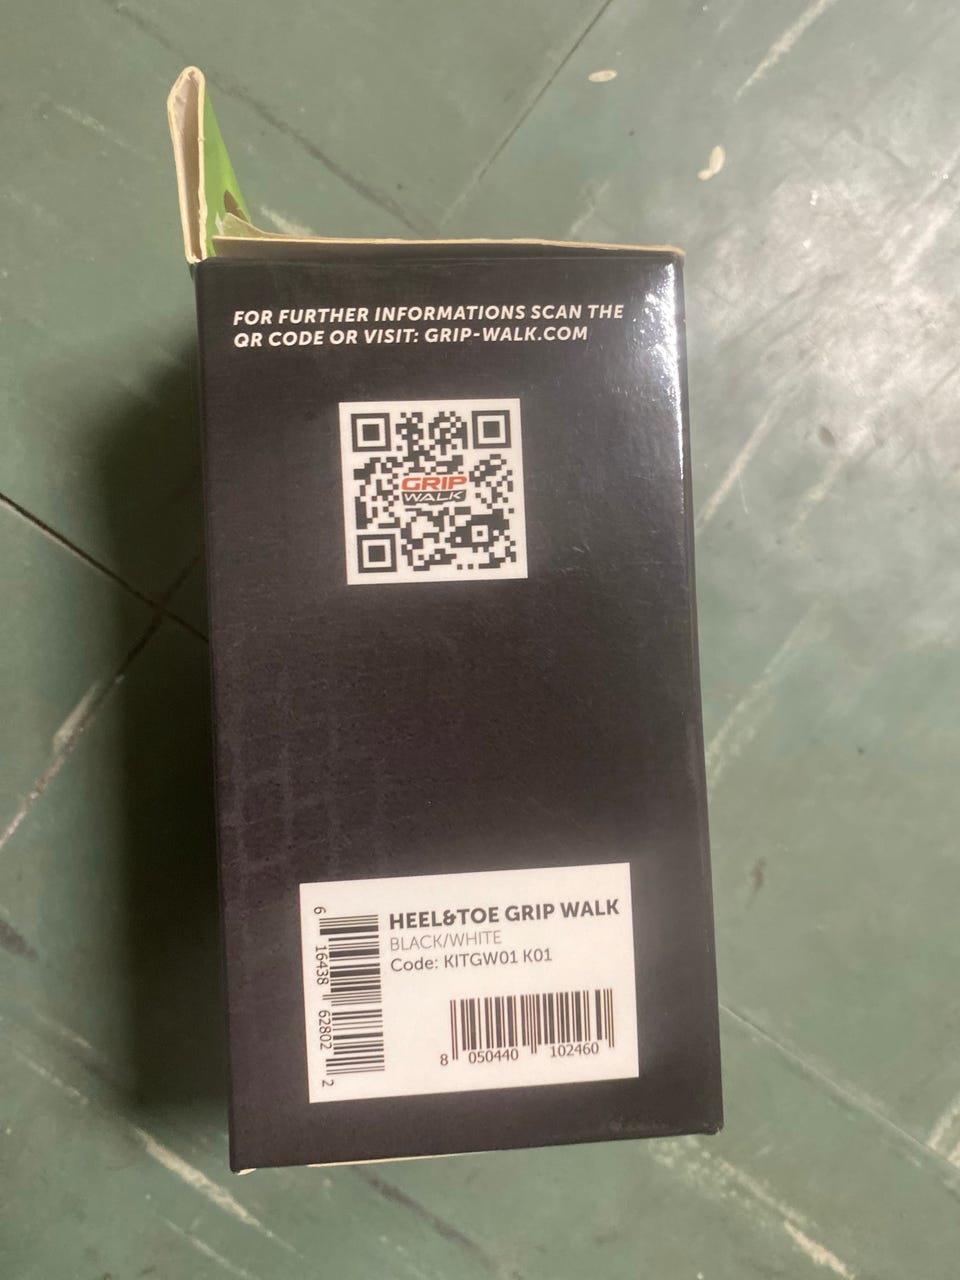 FOR FURTHER INFORMATIONS SCAN THE
QR CODE OR VISIT: GRIP-WALK.COM
GRIP
WALK
HEEL&TOE GRIP WALK
BLACK/WHITE
Code: KITGW01 K01
6 16438 62802 2
8 050440 102460